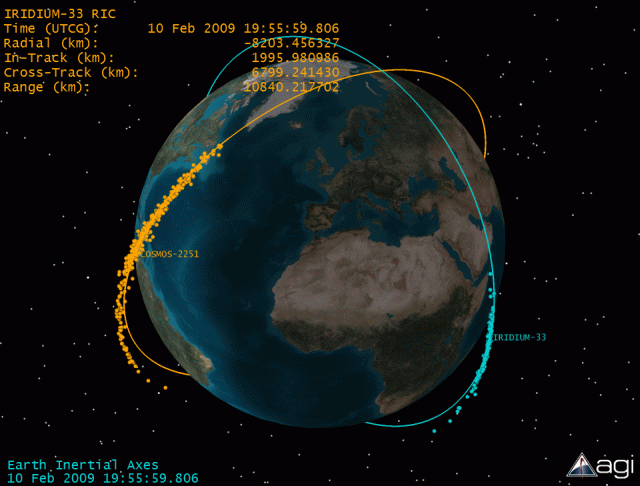 IRIDIUM-33 RIC
Time (UTCG): 10 Feb 2009 19:55:59.806
Radial (km): -8203.456327
In-Track (km): 1995.980986
Cross-Track (km): 6799.241430
Range (km): 10840.217702
COSMOS-2251
IRIDIUM-33
Earth Inertial Axes
10 Feb 2009 19:55:59.806
agi